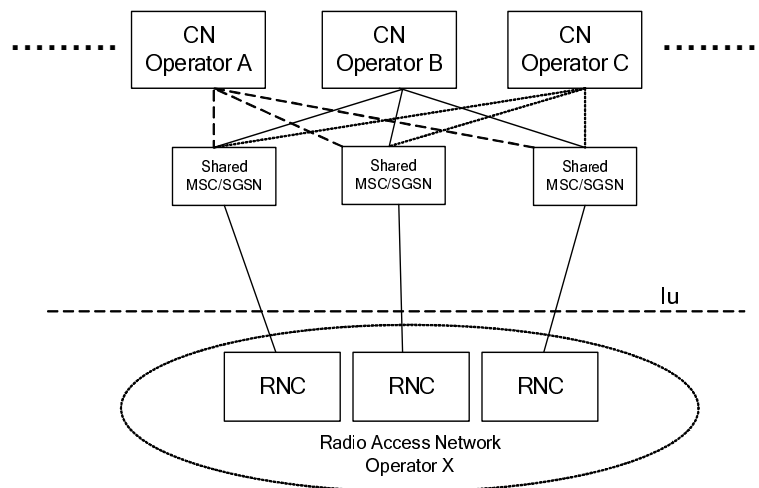 CN
Operator A
CN
Operator B
CN
Operator C
Shared
MSC/SGSN
Shared
MSC/SGSN
Shared
MSC/SGSN
Iu
RNC
RNC
RNC
Radio Access Network
Operator X